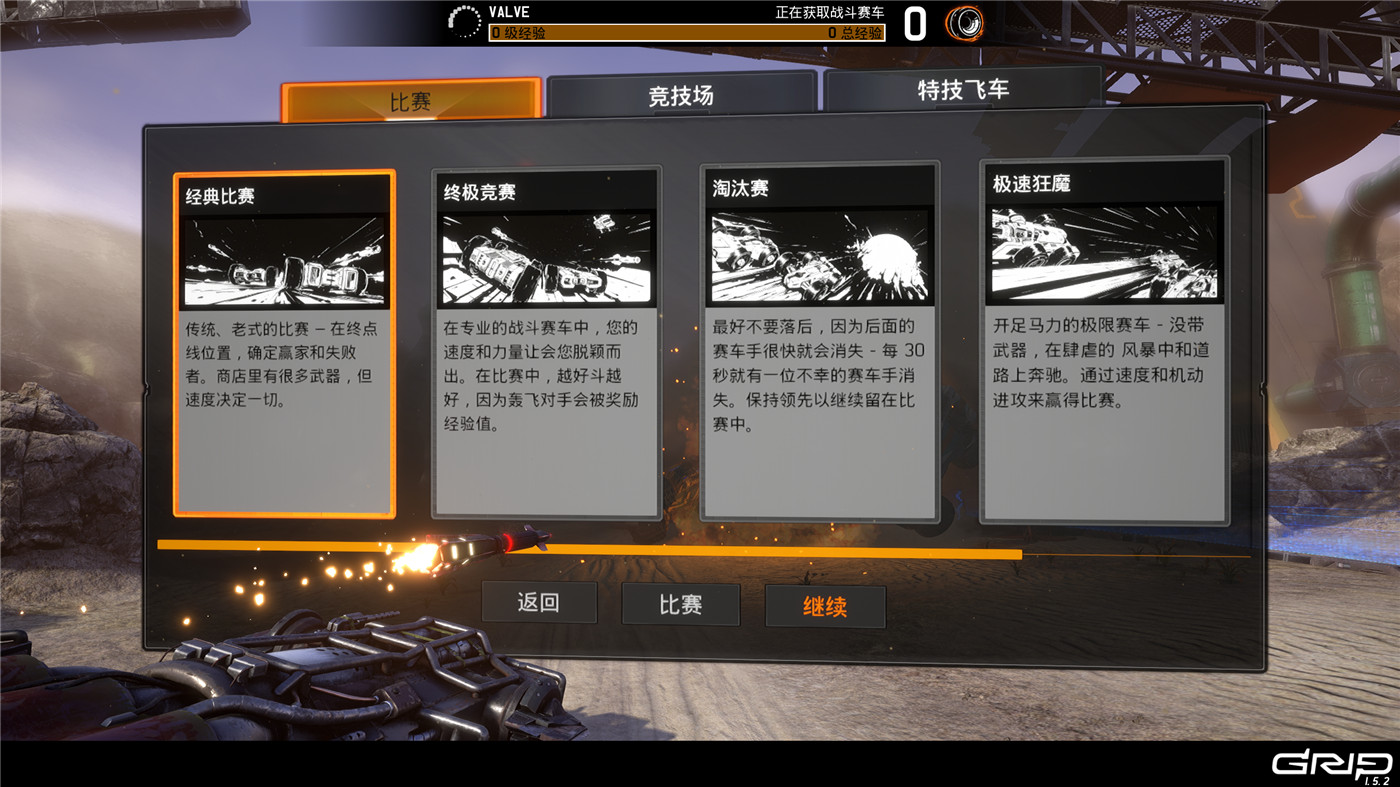 VALVE
正在获取战斗赛车
0 级经验
0 总经验
0
比赛
竞技场
特技飞车
经典比赛
传统、老式的比赛 – 在终点
线位置，确定赢家和失败
者。商店里有很多武器，但
速度决定一切。
终极竞赛
在专业的战斗赛车中，您的
速度和力量让会您脱颖而
出。在比赛中，越好斗越
好，因为轰飞对手会被奖励
经验值。
淘汰赛
最好不要落后，因为后面的
赛车手很快就会消失 - 每 30
秒就有一位不幸的赛车手消
失。保持领先以继续留在比
赛中。
极速狂魔
开足马力的极限赛车 - 没带
武器，在肆虐的 风暴中和道
路上奔驰。通过速度和机动
进攻来赢得比赛。
返回
比赛
继续
GRIP
1.5.2